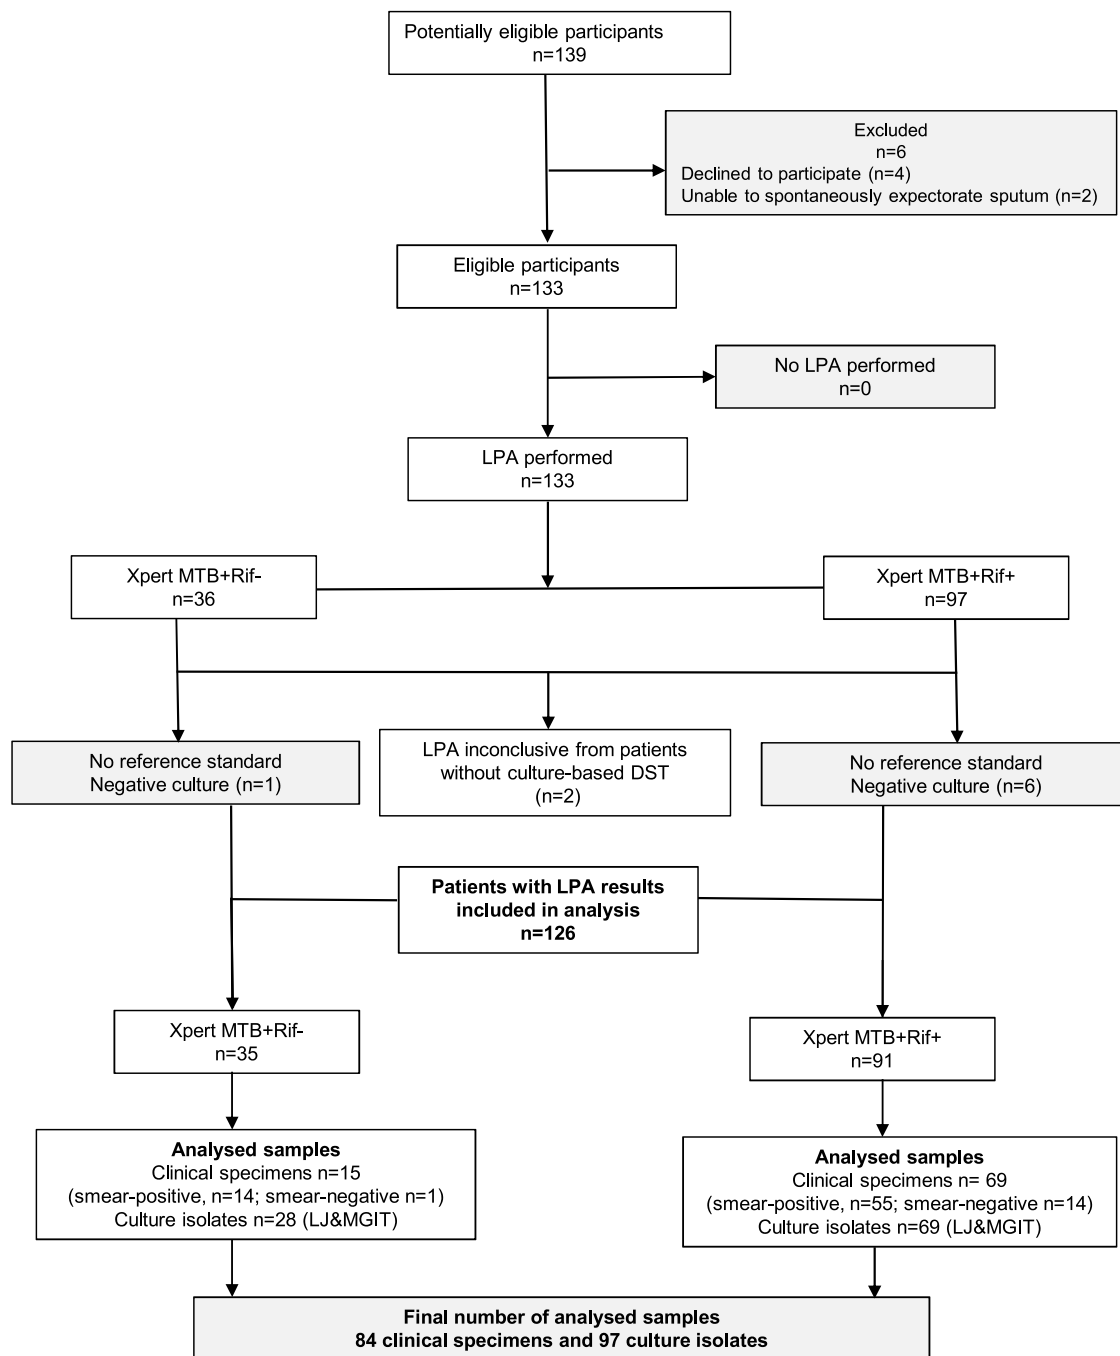 Potentially eligible participants
n=139
Excluded
n=6
Declined to participate (n=4)
Unable to spontaneously expectorate sputum (n=2)
Eligible participants
n=133
No LPA performed
n=0
LPA performed
n=133
Xpert MTB+Rif-
n=36
Xpert MTB+Rif+
n=97
No reference standard
Negative culture (n=1)
LPA inconclusive from patients
without culture-based DST
(n=2)
No reference standard
Negative culture (n=6)
Patients with LPA results
included in analysis
n=126
Xpert MTB+Rif-
n=35
Xpert MTB+Rif+
n=91
Analysed samples
Clinical specimens n=15
(smear-positive, n=14; smear-negative n=1)
Culture isolates n=28 (LJ&MGIT)
Analysed samples
Clinical specimens n= 69
(smear-positive, n=55; smear-negative n=14)
Culture isolates n=69 (LJ&MGIT)
Final number of analysed samples
84 clinical specimens and 97 culture isolates